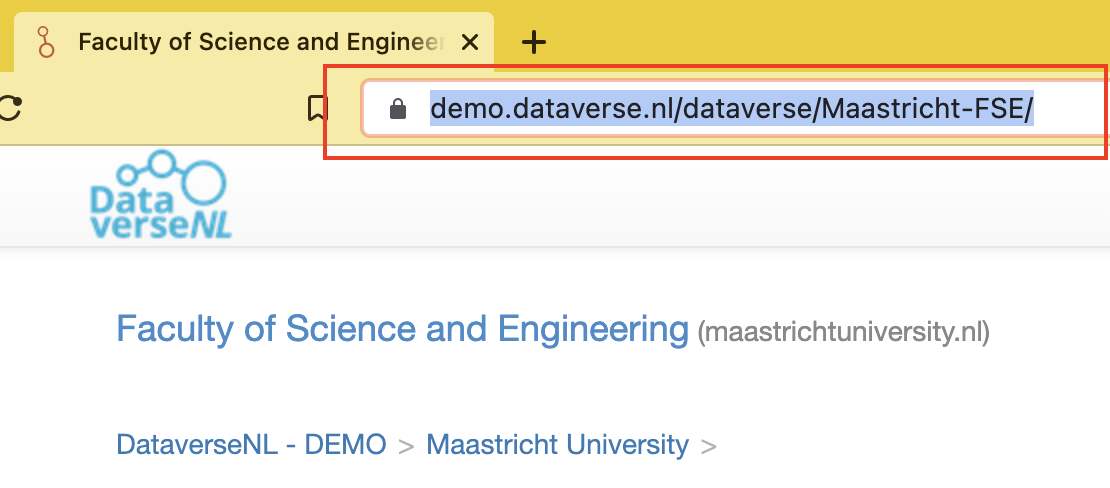 Faculty of Science and Engineer
demo.dataverse.nl/dataverse/Maastricht-FSE/
Data
verseNL
Faculty of Science and Engineering (maastrichtuniversity.nl)
DataverseNL - DEMO > Maastricht University >